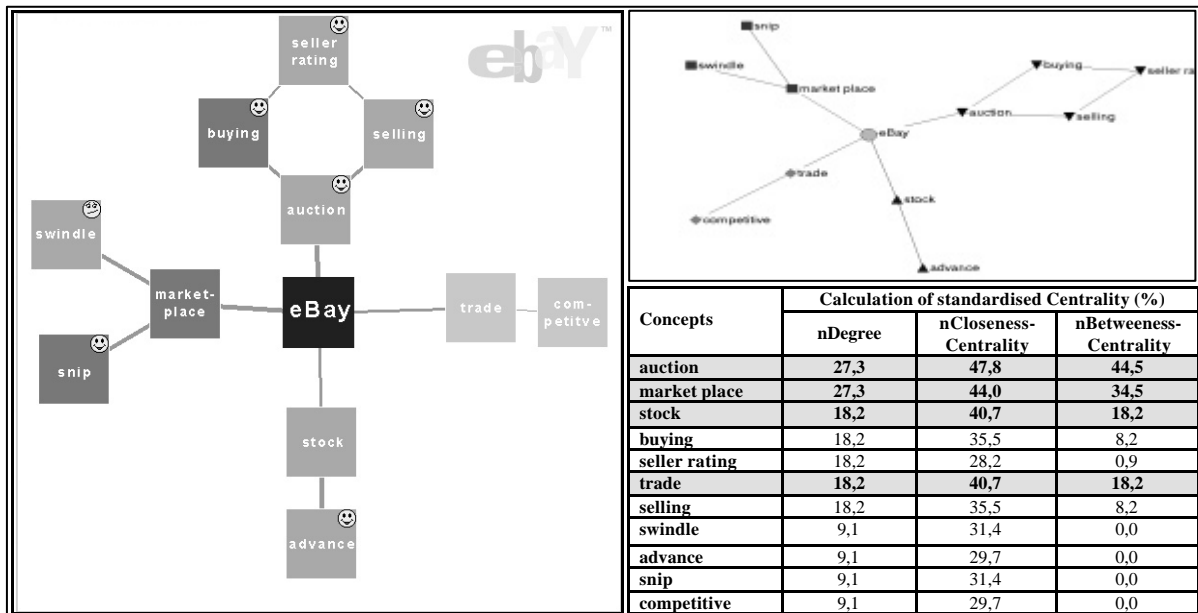 ebaY™
seller
rating
buying
selling
auction
swindle
market-
place
eBay
trade
com-
petitve
snip
stock
advance
snip
swindle
market place
buying
seller ra
auction
selling
eBay
trade
stock
competitive
advance
Concepts
Calculation of standardised Centrality (%)
nDegree
nCloseness-
Centrality
nBetweeness-
Centrality
auction 27,3 47,8 44,5
market place 27,3 44,0 34,5
stock 18,2 40,7 18,2
buying 18,2 35,5 8,2
seller rating 18,2 28,2 0,9
trade 18,2 40,7 18,2
selling 18,2 35,5 8,2
swindle 9,1 31,4 0,0
advance 9,1 29,7 0,0
snip 9,1 31,4 0,0
competitive 9,1 29,7 0,0